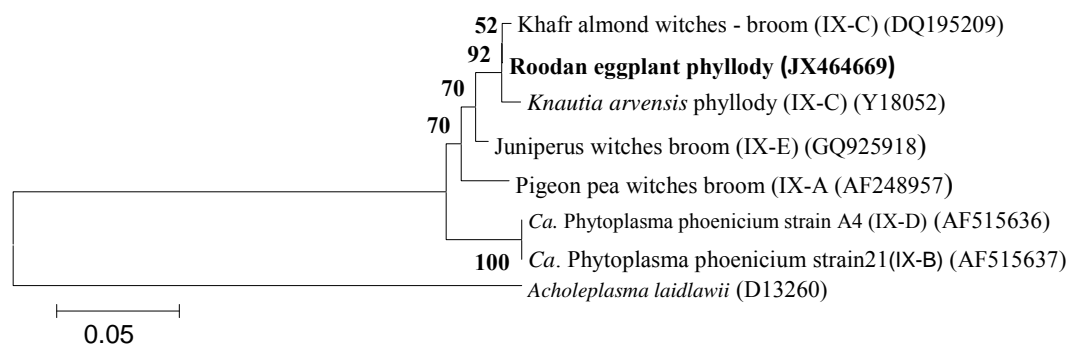 52 Khafr almond witches - broom (IX-C) (DQ195209)
92 Roodan eggplant phyllody (JX464669)
70 Knautia arvensis phyllody (IX-C) (Y18052)
70
Juniperus witches broom (IX-E) (GQ925918)
Pigeon pea witches broom (IX-A (AF248957)
Ca. Phytoplasma phoenicium strain A4 (IX-D) (AF515636)
100 Ca. Phytoplasma phoenicium strain21(IX-B) (AF515637)
Acholeplasma laidlawii (D13260)
0.05